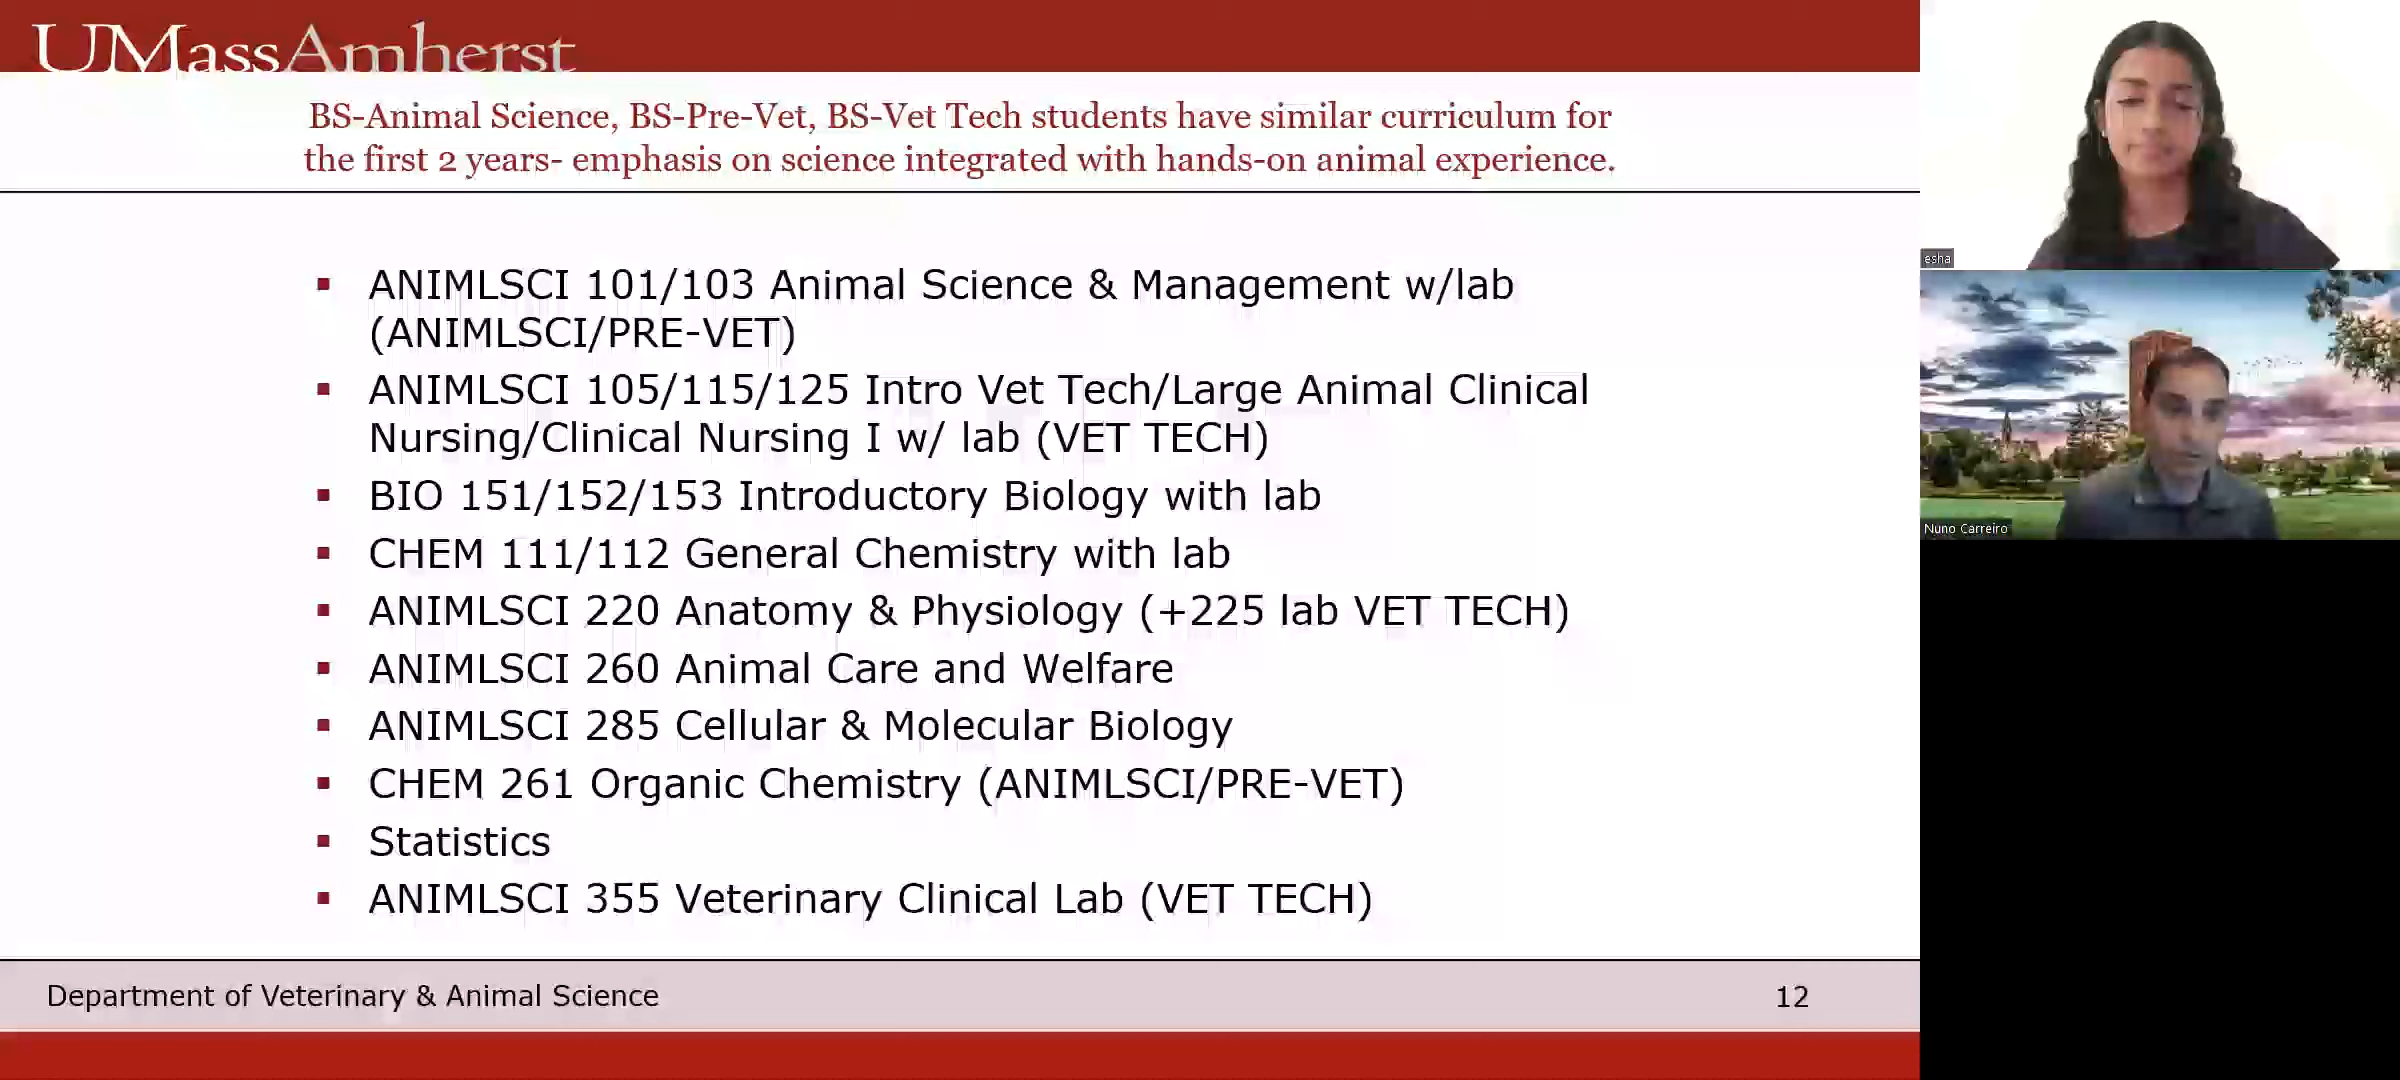 UMassAmherst
BS-Animal Science, BS-Pre-Vet, BS-Vet Tech students have similar curriculum for
the first 2 years- emphasis on science integrated with hands-on animal experience.
▪ ANIMLSCI 101/103 Animal Science & Management w/lab
(ANIMLSCI/PRE-VET)
▪ ANIMLSCI 105/115/125 Intro Vet Tech/Large Animal Clinical
Nursing/Clinical Nursing I w/ lab (VET TECH)
▪ BIO 151/152/153 Introductory Biology with lab
▪ CHEM 111/112 General Chemistry with lab
▪ ANIMLSCI 220 Anatomy & Physiology (+225 lab VET TECH)
▪ ANIMLSCI 260 Animal Care and Welfare
▪ ANIMLSCI 285 Cellular & Molecular Biology
▪ CHEM 261 Organic Chemistry (ANIMLSCI/PRE-VET)
▪ Statistics
▪ ANIMLSCI 355 Veterinary Clinical Lab (VET TECH)
Department of Veterinary & Animal Science
12
esha
Nuno Carreiro